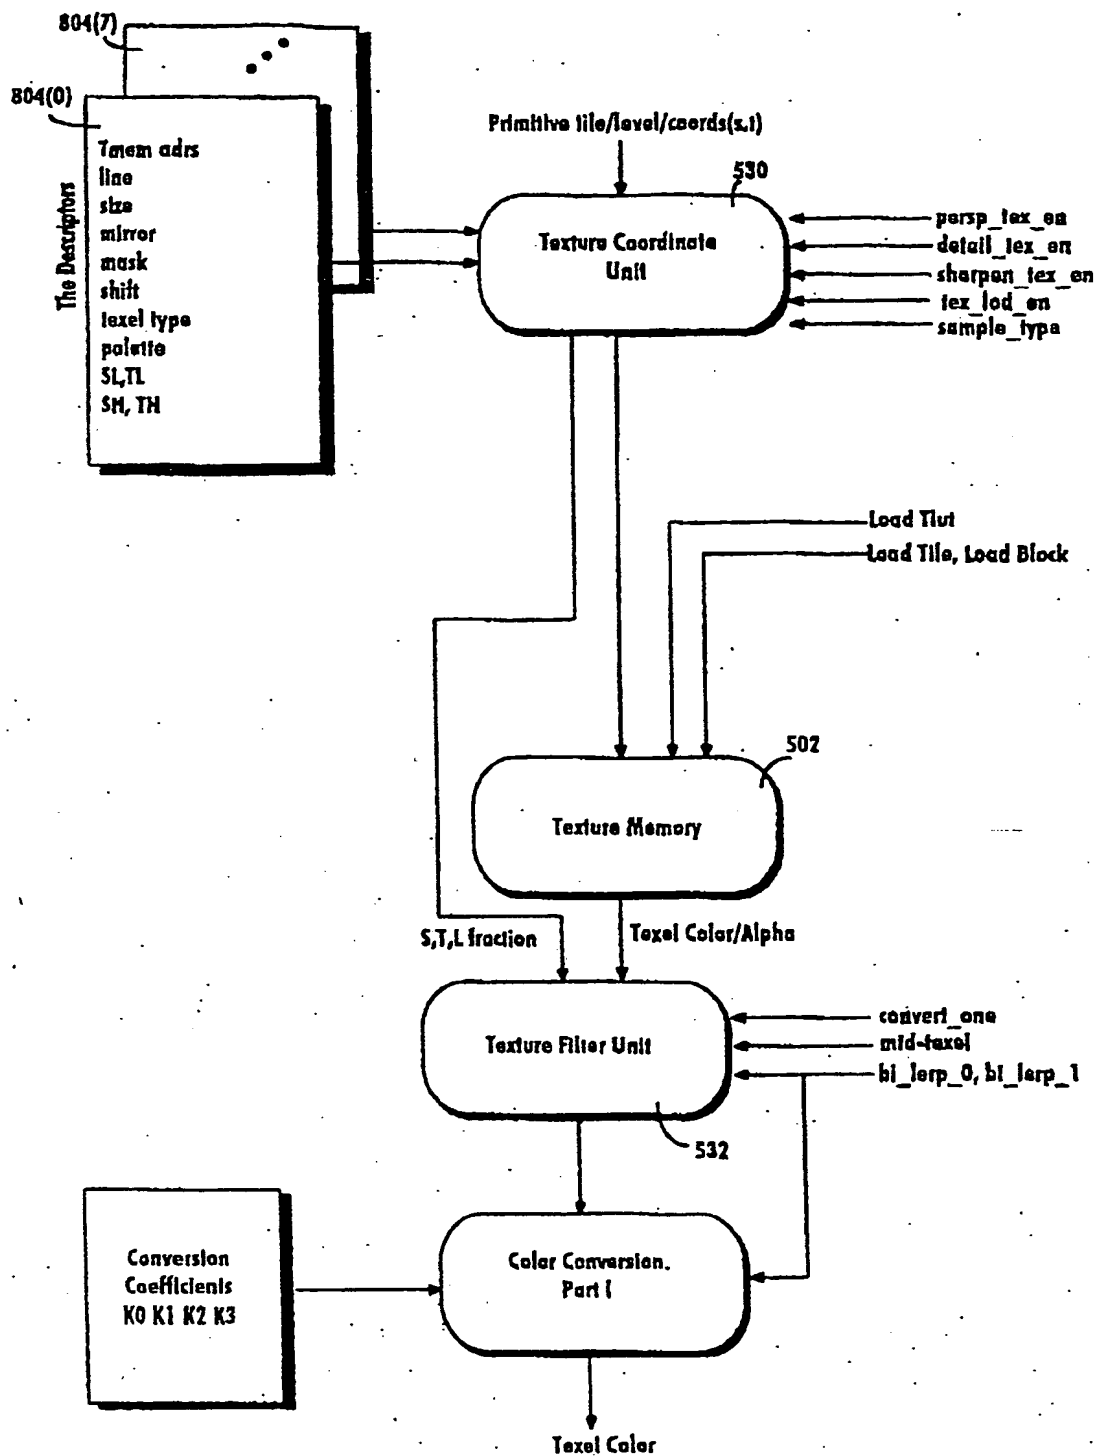 804(7)
804(0)
The Descriptors
Tmem adrs
line
size
mirror
mask
shift
texel type
palette
SL,TL
SH, TH
Primitive tile/level/coords(s,t)
530
Texture Coordinate
Unit
persp_tex_en
detail_tex_en
sharpen_tex_en
tex_lod_en
sample_type
Load Tlut
Load Tile, Load Block
502
Texture Memory
S,T,L fraction
Texel Color/Alpha
Texture Filter Unit
convert_one
mid-texel
bi_lerp_0, bi_lerp_1
532
Conversion
Coefficients
K0 K1 K2 K3
Color Conversion.
Part I
Texel Color